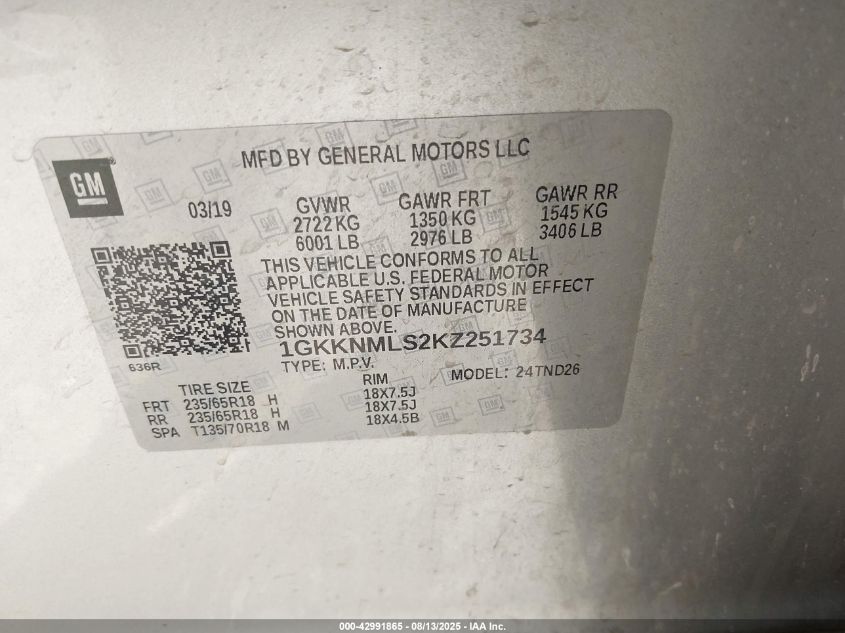 MFD BY GENERAL MOTORS LLC
GM
03/19 GVWR GAWR FRT GAWR RR
2722 KG 1350 KG 1545 KG
6001 LB 2976 LB 3406 LB
THIS VEHICLE CONFORMS TO ALL
APPLICABLE U.S. FEDERAL MOTOR
VEHICLE SAFETY STANDARDS IN EFFECT
ON THE DATE OF MANUFACTURE
SHOWN ABOVE.
1GKKNMLS2KZ251734
636R
TYPE: M.P.V. MODEL: 24TND26
TIRE SIZE RIM
FRT 235/65R18 H 18X7.5J
RR 235/65R18 H 18X7.5J
SPA T135/70R18 M 18X4.5B
000-42991865 - 08/13/2025 - IAA Inc.